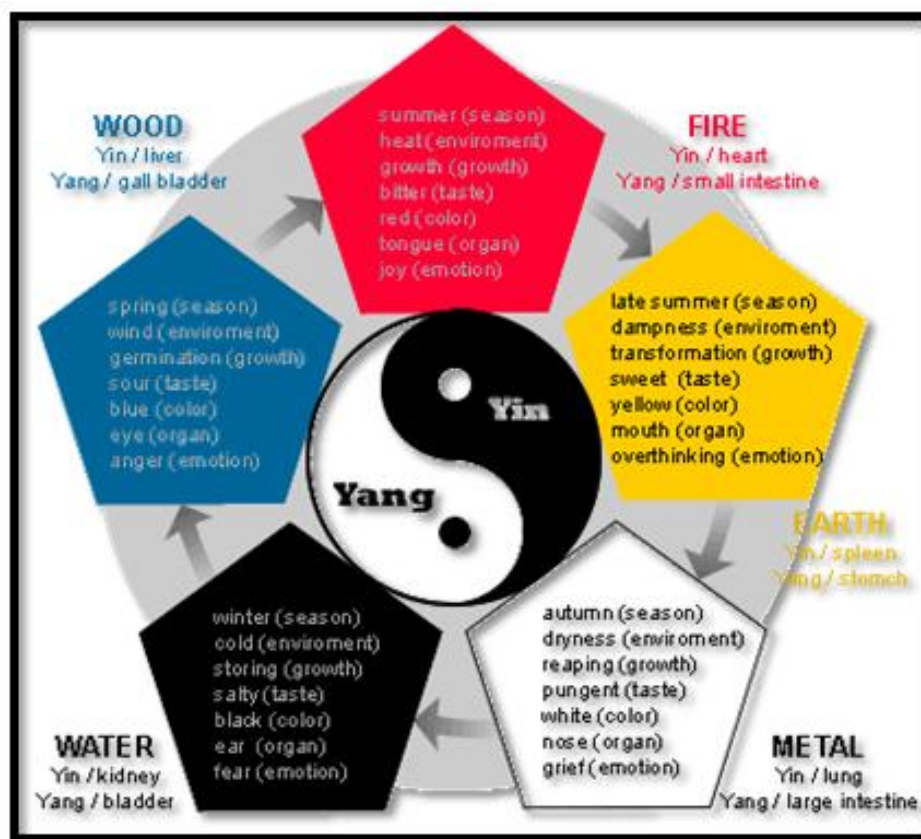 WOOD
Yin / liver
Yang / gall bladder
summer (season)
heat (enviroment)
growth (growth)
bitter (taste)
red (color)
tongue (organ)
joy (emotion)
FIRE
Yin / heart
Yang / small intestine
spring (season)
wind (enviroment)
germination (growth)
sour (taste)
blue (color)
eye (organ)
anger (emotion)
Yin
Yang
late summer (season)
dampness (enviroment)
transformation (growth)
sweet (taste)
yellow (color)
mouth (organ)
overthinking (emotion)
EARTH
Yin / spleen
Yang / stomch
winter (season)
cold (enviroment)
storing (growth)
salty (taste)
black (color)
ear (organ)
fear (emotion)
autumn (season)
dryness (enviroment)
reaping (growth)
pungent (taste)
white (color)
nose (organ)
grief (emotion)
WATER
Yin / kidney
Yang / bladder
METAL
Yin / lung
Yang / large intestine